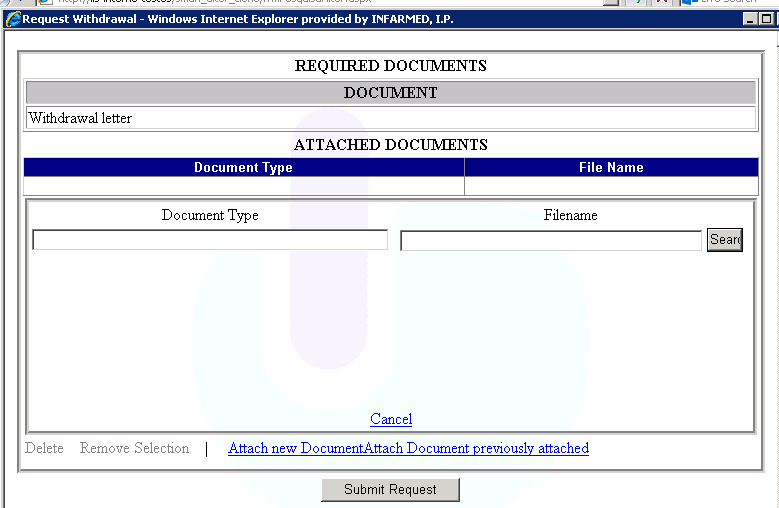 Request Withdrawal - Windows Internet Explorer provided by INFARMED, I.P.
REQUIRED DOCUMENTS
DOCUMENT
Withdrawal letter
ATTACHED DOCUMENTS
Document Type File Name
Document Type Filename
Searc
Cancel
Delete Remove Selection | Attach new DocumentAttach Document previously attached
Submit Request